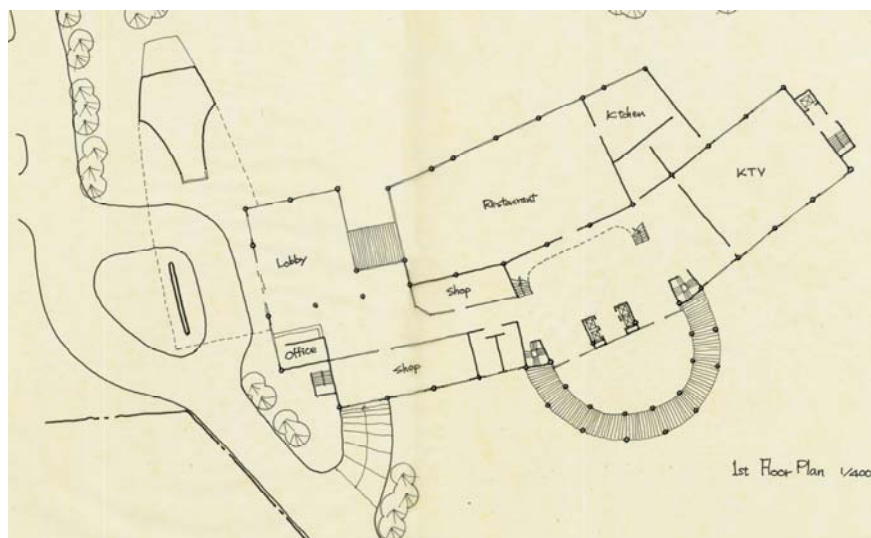 Kitchen
KTV
Restaurant
Lobby
Shop
Office
Shop
1st Floor Plan 1/400